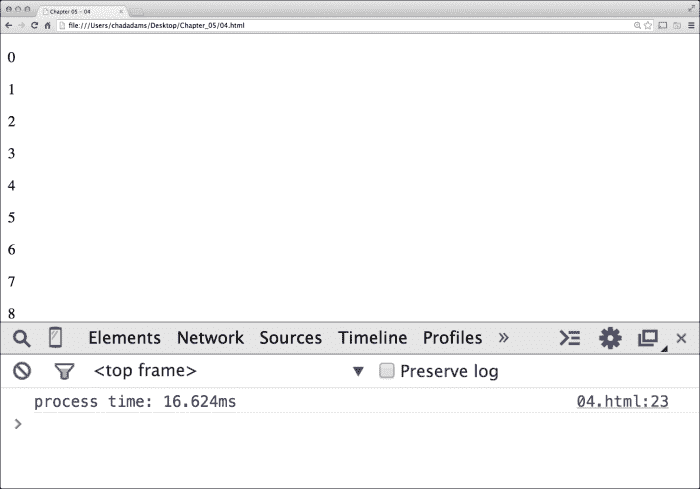 Chapter 05 - 04
file:///Users/chadadams/Desktop/Chapter_05/04.html
0
1
2
3
4
5
6
7
8
Elements Network Sources Timeline Profiles »
<top frame> Preserve log
process time: 16.624ms 04.html:23